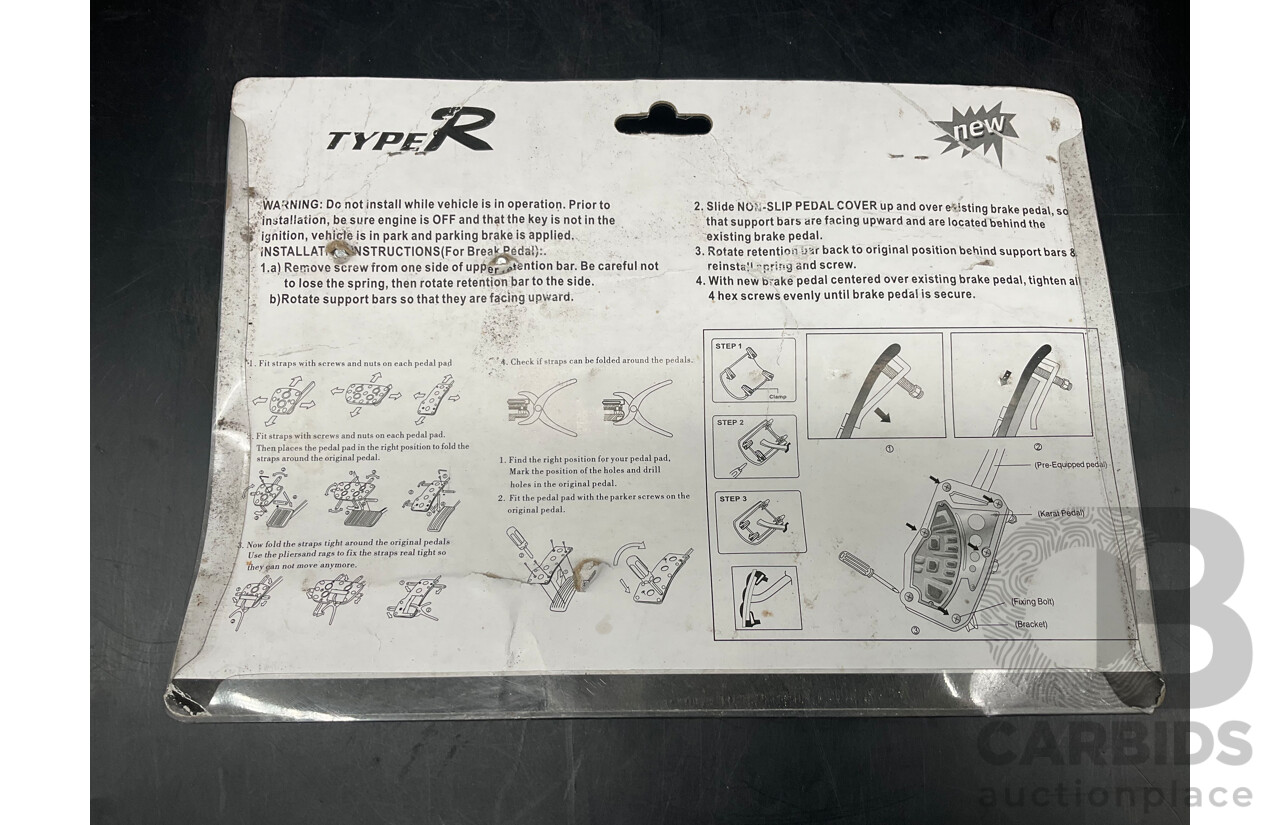 TYPE R
new
WARNING: Do not install while vehicle is in operation. Prior to
installation, be sure engine is OFF and that the key is not in the
ignition, vehicle is in park and parking brake is applied.
INSTRUCTIONS(For Break Pedal):.
1.a) Remove screw from one side of upper bar. Be careful not
to lose the spring, then rotate retention bar to the side.
b)Rotate support bars so that they are facing upward.
2. Slide NON-SLIP PEDAL COVER up and over existing brake pedal, so
that support bars are facing upward and are located behind the
existing brake pedal.
3. Rotate retention bar back to original position behind support bars &
reinstall spring and screw.
4. With new brake pedal centered over existing brake pedal, tighten al
4 hex screws evenly until brake pedal is secure.
1. Fit straps with screws and nuts on each pedal pad
2. Fit straps with screws and nuts on each pedal pad.
Then places the pedal pad in the right position to fold the
straps around the original pedal.
3. Now fold the straps tight around the original pedals
Use the pliersand rags to fix the straps real tight so
they can not move anymore.
4. Check if straps can be folded around the pedals.
1. Find the right position for your pedal pad,
Mark the position of the holes and drill
holes in the original pedal.
2. Fit the pedal pad with the parker screws on the
original pedal.
STEP 1
Clamp
STEP 2
STEP 3
①
②
(Pre-Equipped pedal)
(Karat Pedal)
(Fixing Bolt)
(Bracket)
③
CARBIDS
auctionplace